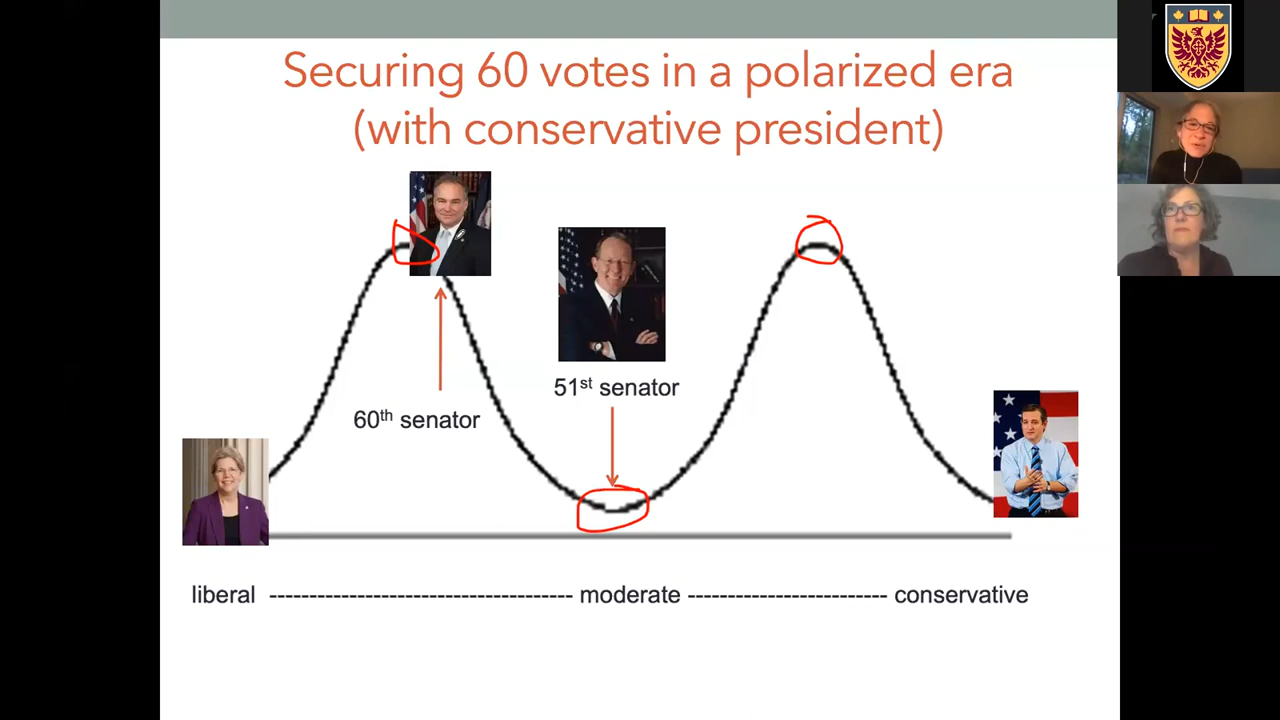 Securing 60 votes in a polarized era
(with conservative president)
51st senator
60th senator
liberal ---------------------------------------- moderate -------------------------- conservative